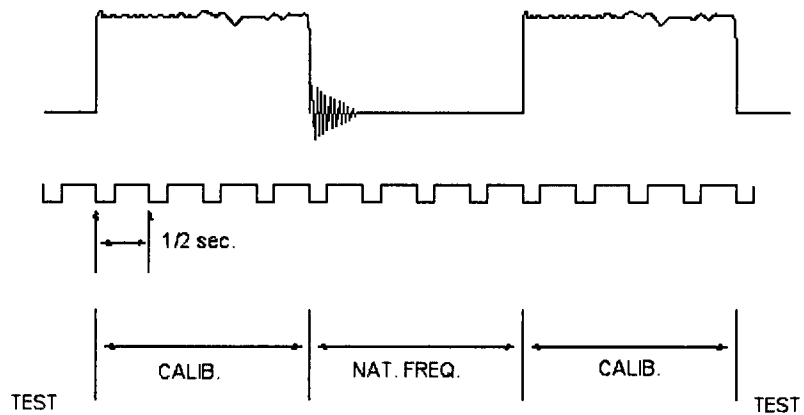 1/2 sec.
CALIB.
NAT. FREQ.
CALIB.
TEST
TEST